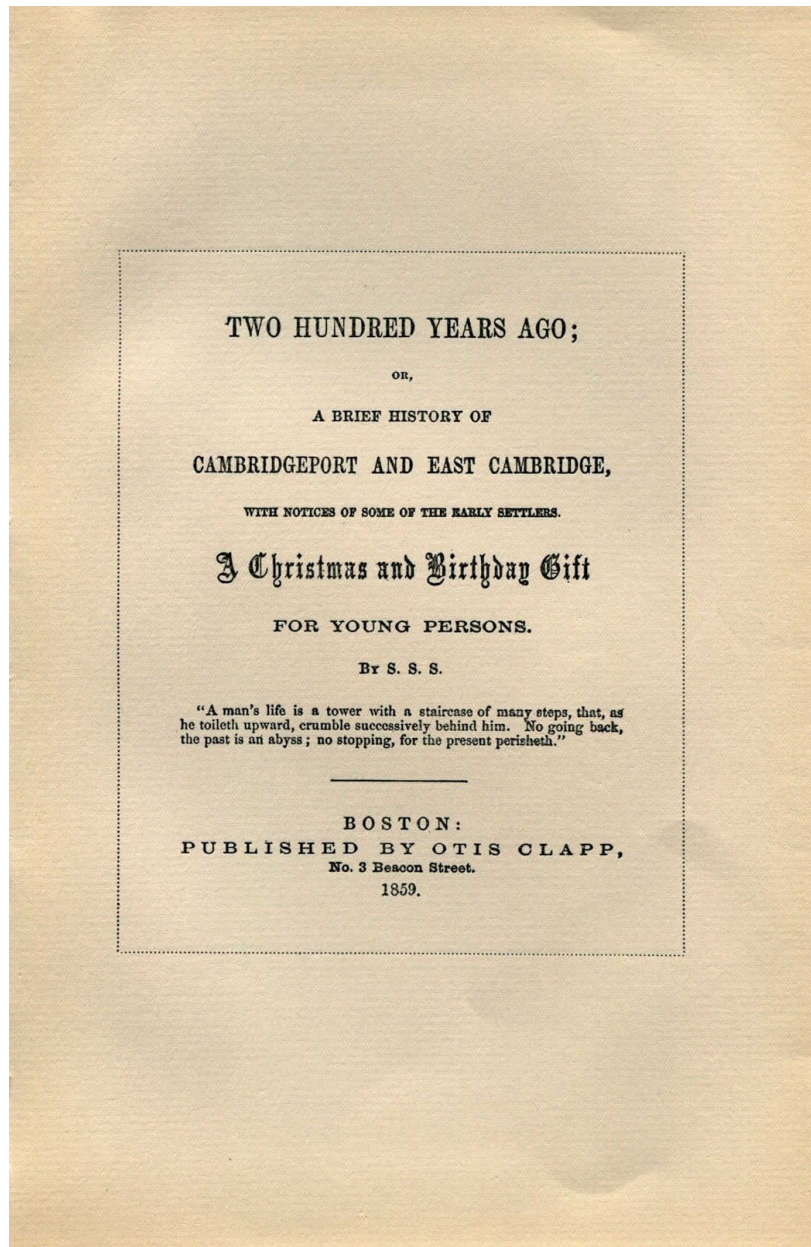 TWO HUNDRED YEARS AGO;
OR,
A BRIEF HISTORY OF
CAMBRIDGEPORT AND EAST CAMBRIDGE,
WITH NOTICES OF SOME OF THE EARLY SETTLERS.
A Christmas and Birthday Gift
FOR YOUNG PERSONS.
BY S. S. S.
"A man's life is a tower with a staircase of many steps, that, as
he toileth upward, crumble successively behind him. No going back,
the past is an abyss; no stopping, for the present perisheth."
BOSTON:
PUBLISHED BY OTIS CLAPP,
No. 3 Beacon Street.
1859.